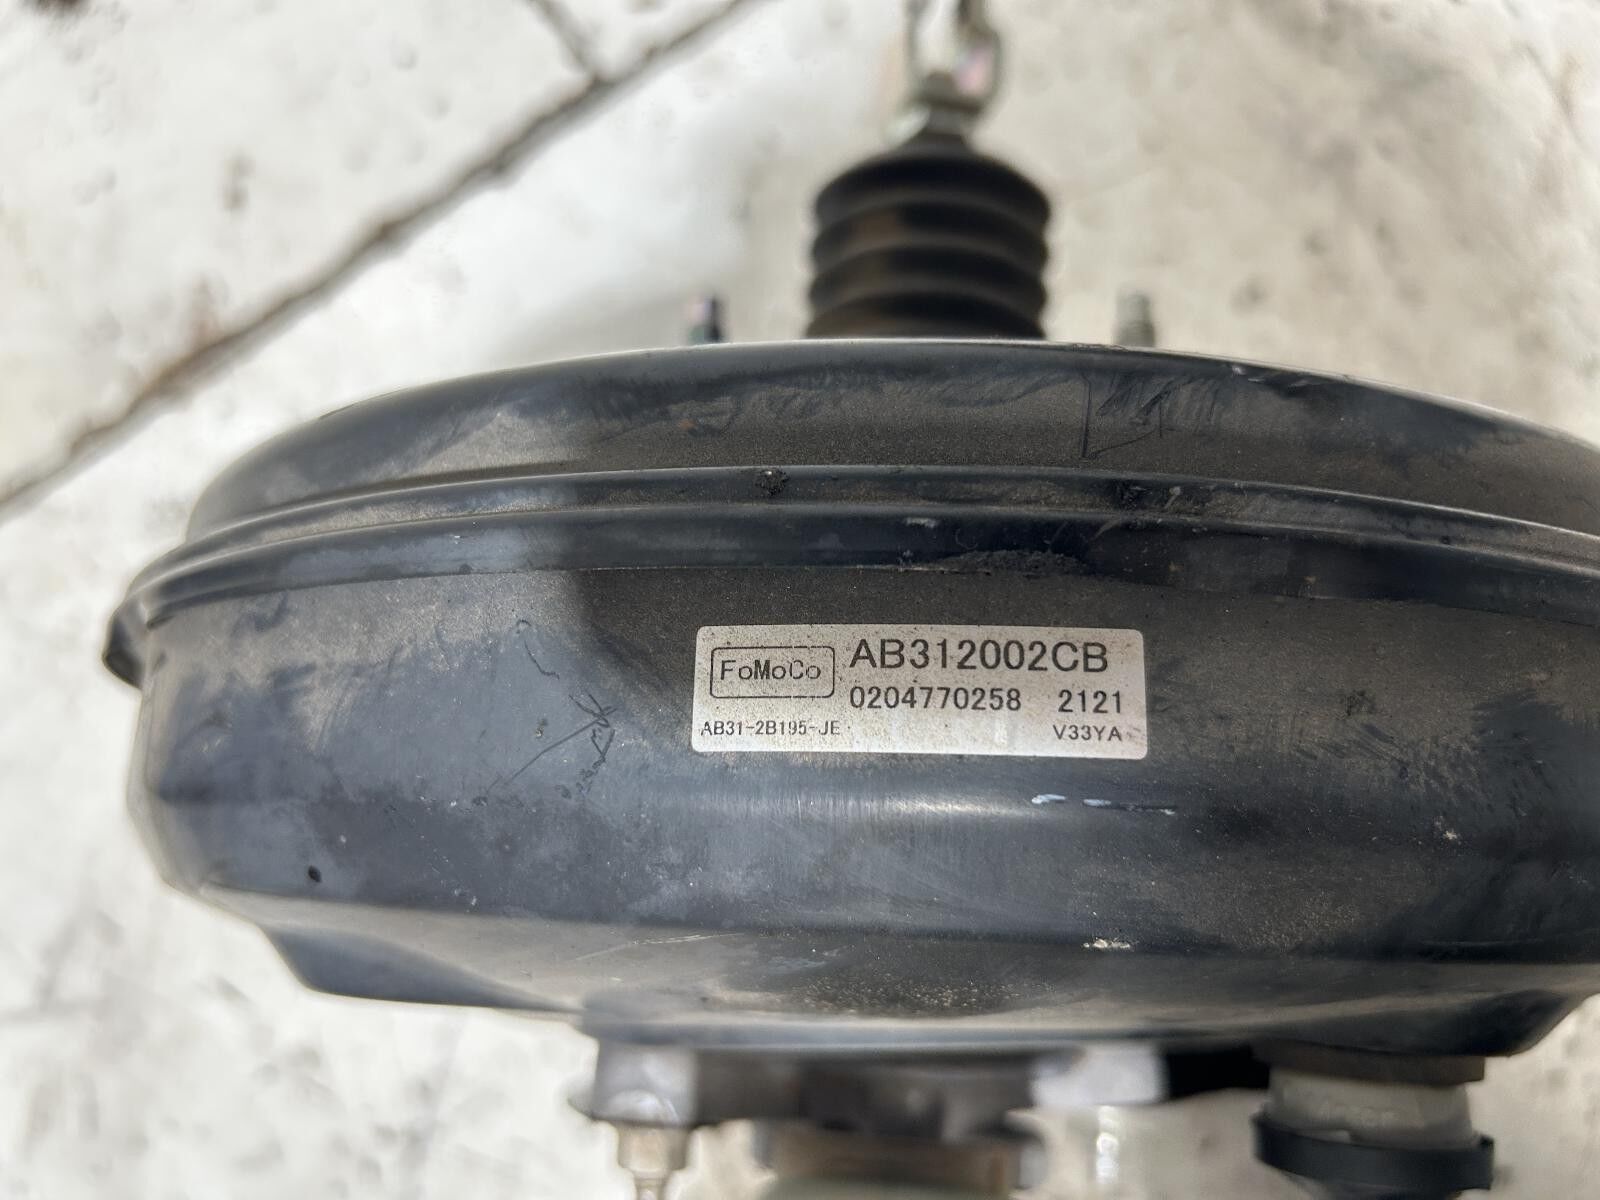 FoMoCo
AB312002CB
0204770258 2121
AB31-2B195-JE V33YA